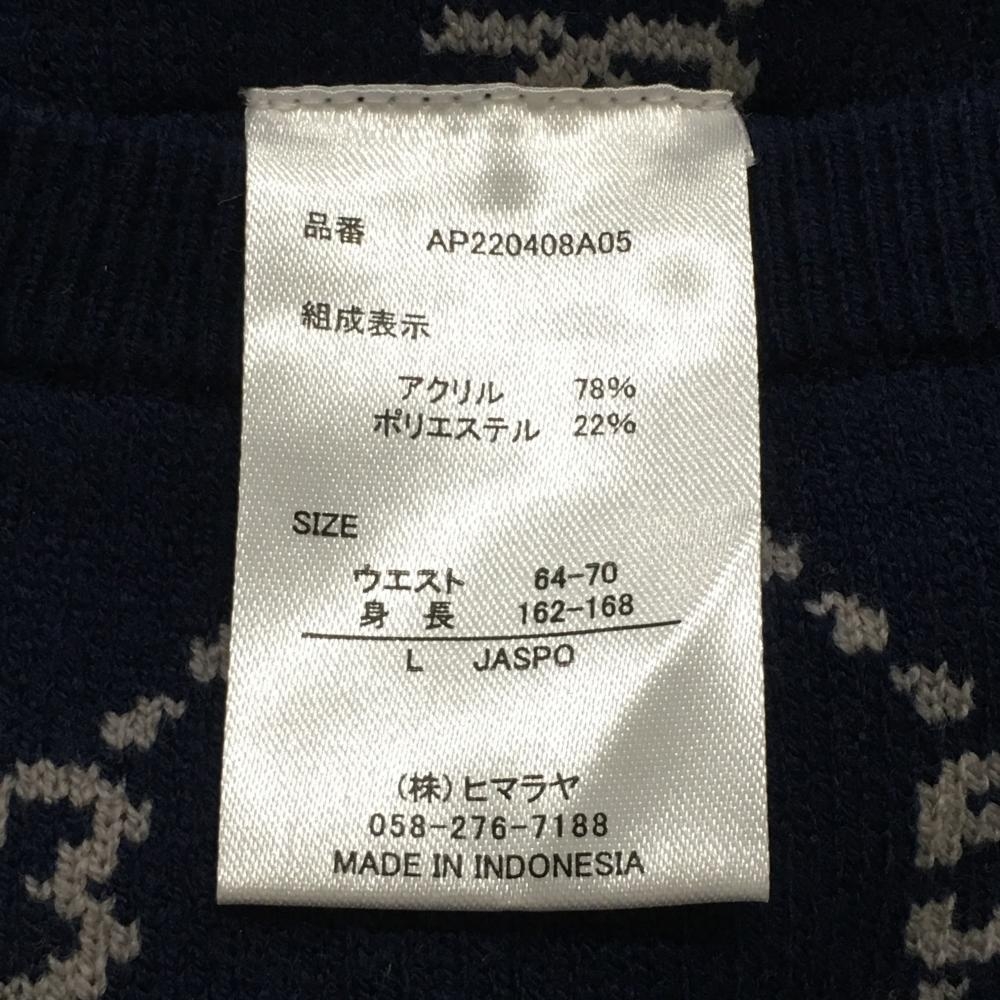 品番 AP220408A05
組成表示
アクリル 78%
ポリエステル 22%
SIZE
ウエスト 64-70
身 長 162-168
L JASPO
(株)ヒマラヤ
058-276-7188
MADE IN INDONESIA